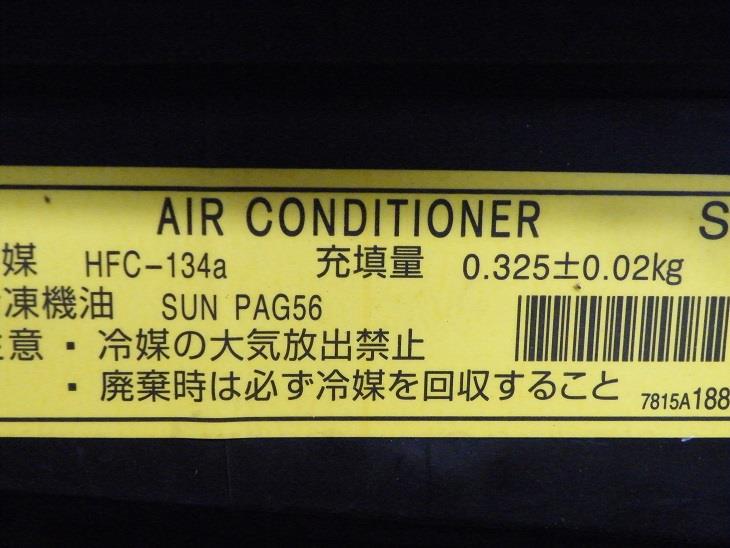 AIR CONDITIONER S
媒 HFC-134a 充填量 0.325±0.02kg
凍機油 SUN PAG56
意・冷媒の大気放出禁止
・廃棄時は必ず冷媒を回収すること 7815A188